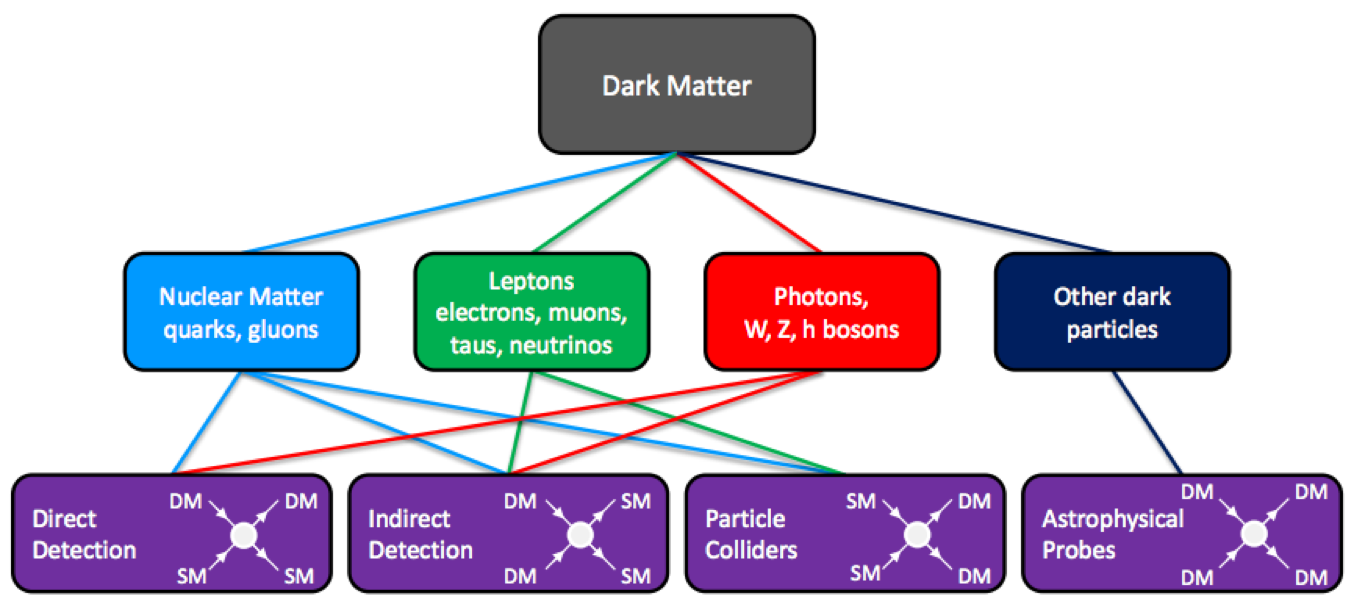 Dark Matter
Nuclear Matter
quarks, gluons
Leptons
electrons, muons,
taus, neutrinos
Photons,
W, Z, h bosons
Other dark
particles
Direct
Detection
DM
DM
SM
SM
Indirect
Detection
DM
SM
DM
SM
Particle
Colliders
SM
DM
SM
DM
Astrophysical
Probes
DM
DM
DM
DM